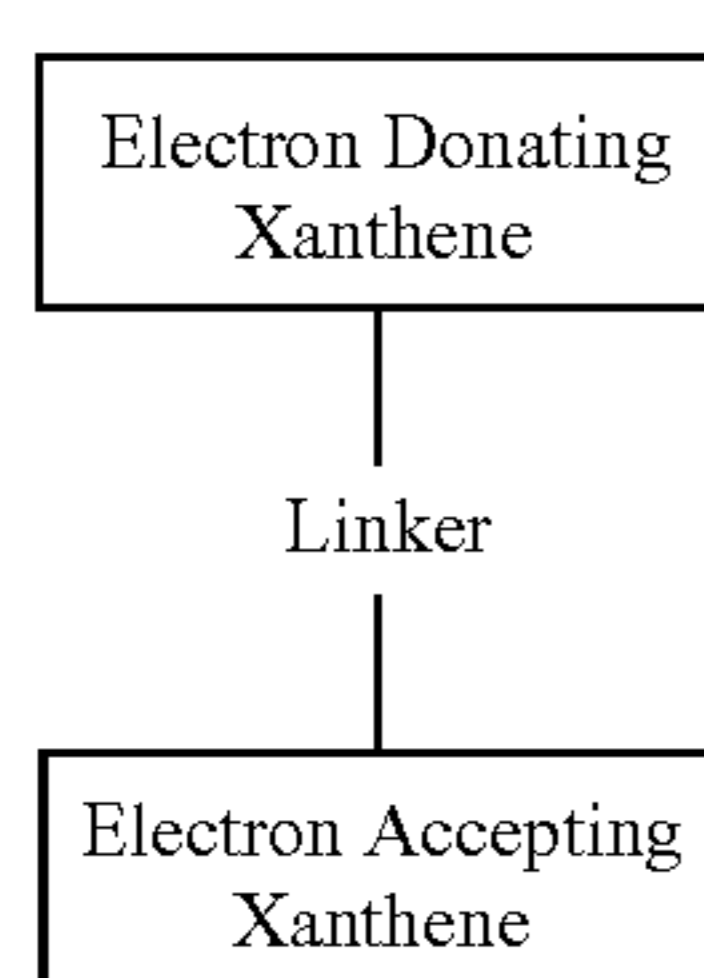 Electron Donating
Xanthene
Linker
Electron Accepting
Xanthene